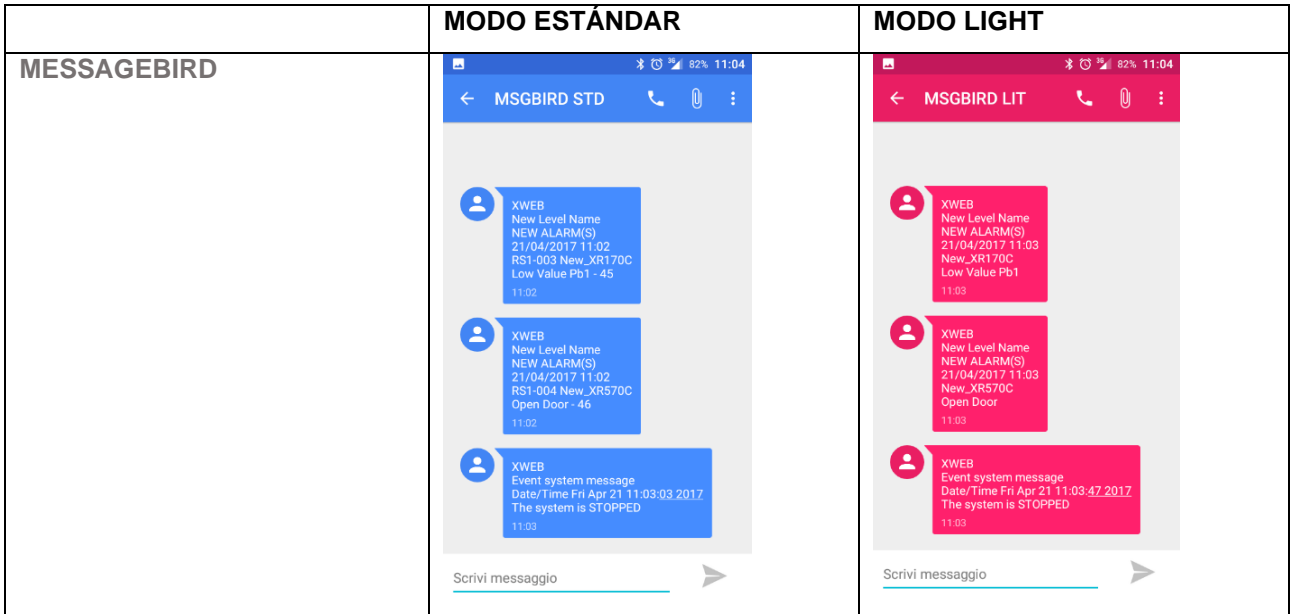 MODO ESTÁNDAR
MODO LIGHT
MESSAGEBIRD
3G 82% 11:04
MSGBIRD STD
XWEB
New Level Name
NEW ALARM(S)
21/04/2017 11:02
RS1-003 New_XR170C
Low Value Pb1 - 45
11:02
XWEB
New Level Name
NEW ALARM(S)
21/04/2017 11:02
RS1-004 New_XR570C
Open Door - 46
11:02
XWEB
Event system message
Date/Time Fri Apr 21 11:03:03 2017
The system is STOPPED
11:03
Scrivi messaggio
3G 82% 11:04
MSGBIRD LIT
XWEB
New Level Name
NEW ALARM(S)
21/04/2017 11:03
New_XR170C
Low Value Pb1
11:03
XWEB
New Level Name
NEW ALARM(S)
21/04/2017 11:03
New_XR570C
Open Door
11:03
XWEB
Event system message
Date/Time Fri Apr 21 11:03:47 2017
The system is STOPPED
11:03
Scrivi messaggio